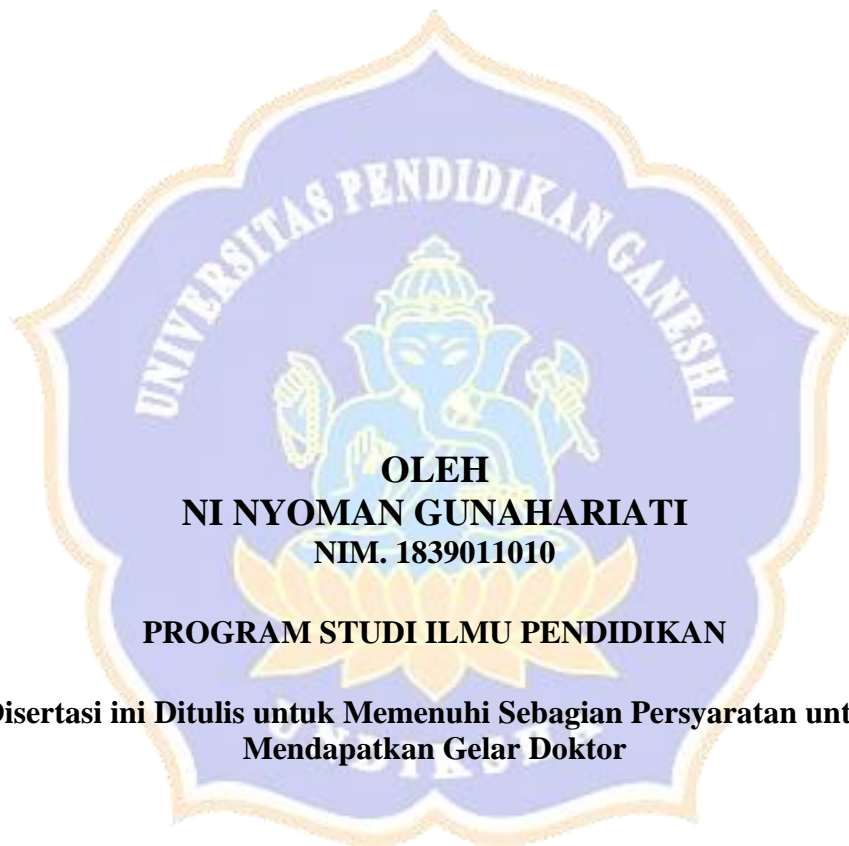 UNIVERSITAS PENDIDIKAN GANESHA
OLEH
NI NYOMAN GUNAHARIATI
NIM. 1839011010
PROGRAM STUDI ILMU PENDIDIKAN
Disertasi ini Ditulis untuk Memenuhi Sebagian Persyaratan unt
Mendapatkan Gelar Doktor
UNDIKSHA